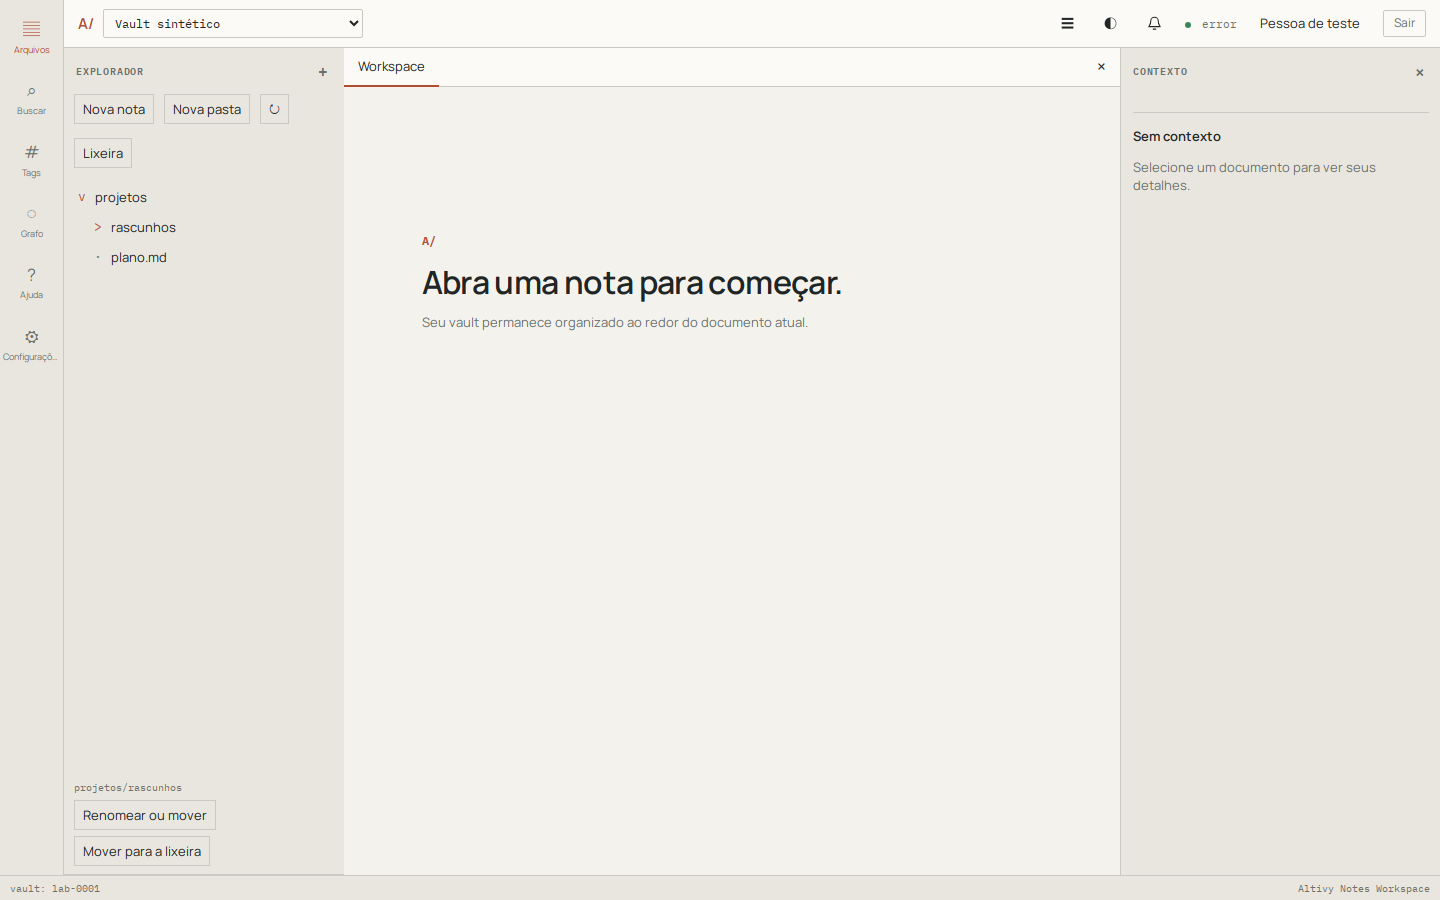 Arquivos
Buscar
# Tags
Grafo
? Ajuda
Configuraçõ…
A/ Vault sintético
error Pessoa de teste Sair
EXPLORADOR +
Nova nota Nova pasta ↻
Lixeira
v projetos
> rascunhos
· plano.md
projetos/rascunhos
Renomear ou mover
Mover para a lixeira
Workspace ×
A/
Abra uma nota para começar.
Seu vault permanece organizado ao redor do documento atual.
CONTEXTO ×
Sem contexto
Selecione um documento para ver seus
detalhes.
vault: lab-0001
Altivy Notes Workspace